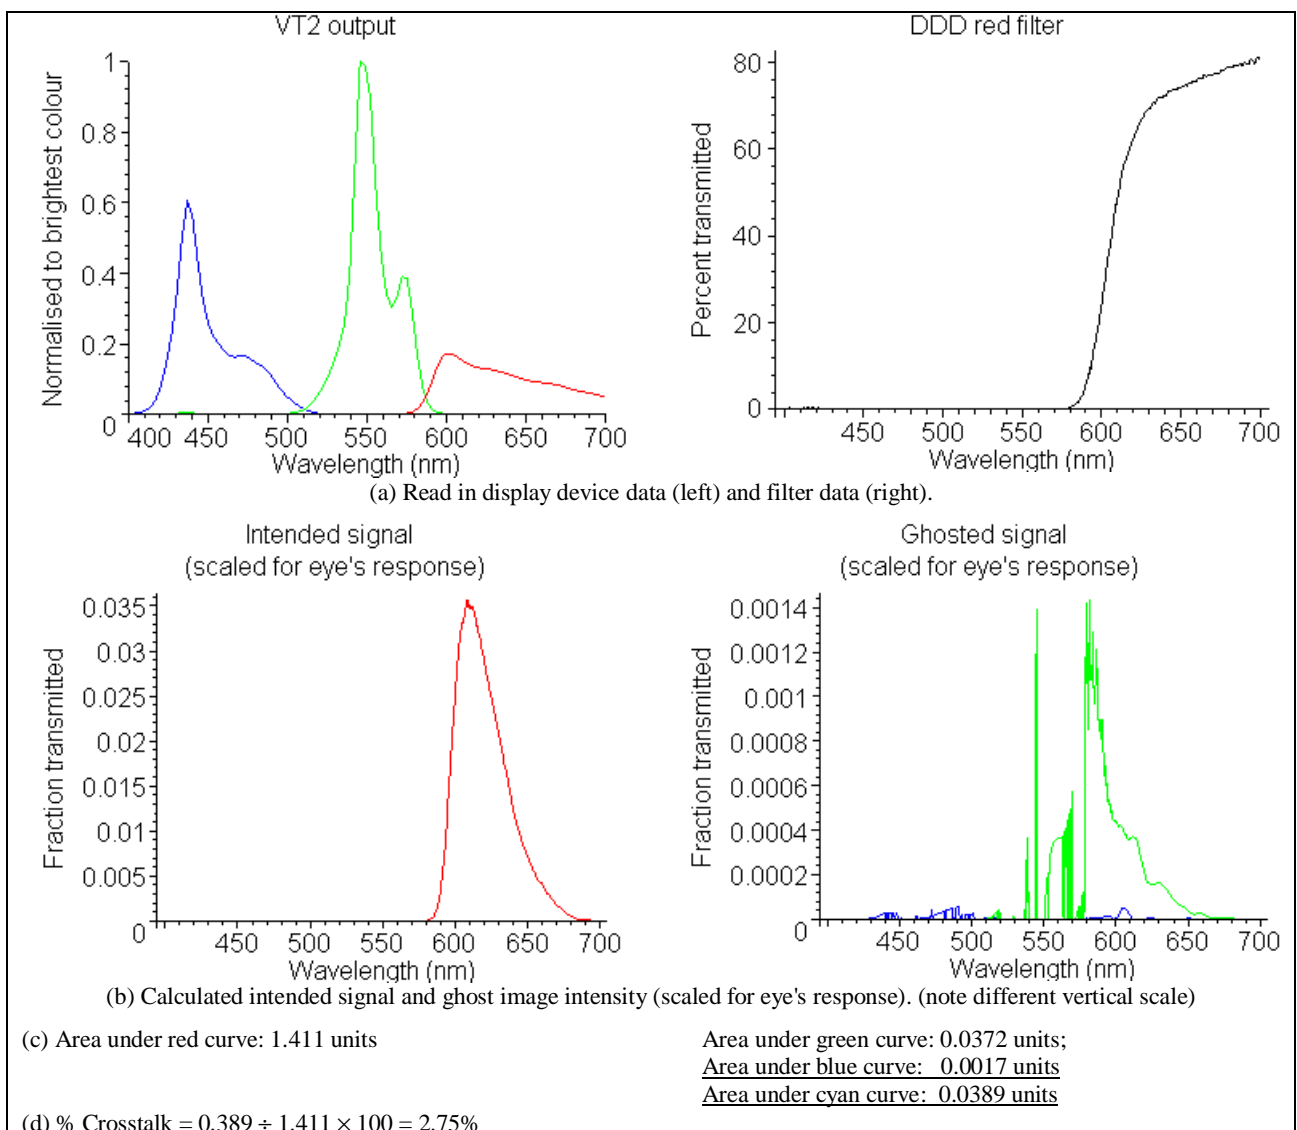 VT2 output
Normalised to brightest colour
1
0.8
0.6
0.4
0.2
0
400 450 500 550 600 650 700
Wavelength (nm)
DDD red filter
Percent transmitted
80
60
40
20
0
450 500 550 600 650 700
Wavelength (nm)
(a) Read in display device data (left) and filter data (right).
Intended signal
(scaled for eye's response)
Fraction transmitted
0.035
0.03
0.025
0.02
0.015
0.01
0.005
0
450 500 550 600 650 700
Wavelength (nm)
Ghosted signal
(scaled for eye's response)
Fraction transmitted
0.0014
0.0012
0.001
0.0008
0.0006
0.0004
0.0002
0
450 500 550 600 650 700
Wavelength (nm)
(b) Calculated intended signal and ghost image intensity (scaled for eye's response). (note different vertical scale)
(c) Area under red curve: 1.411 units
Area under green curve: 0.0372 units;
Area under blue curve: 0.0017 units
Area under cyan curve: 0.0389 units
(d) % Crosstalk = 0.389 ÷ 1.411 × 100 = 2.75%